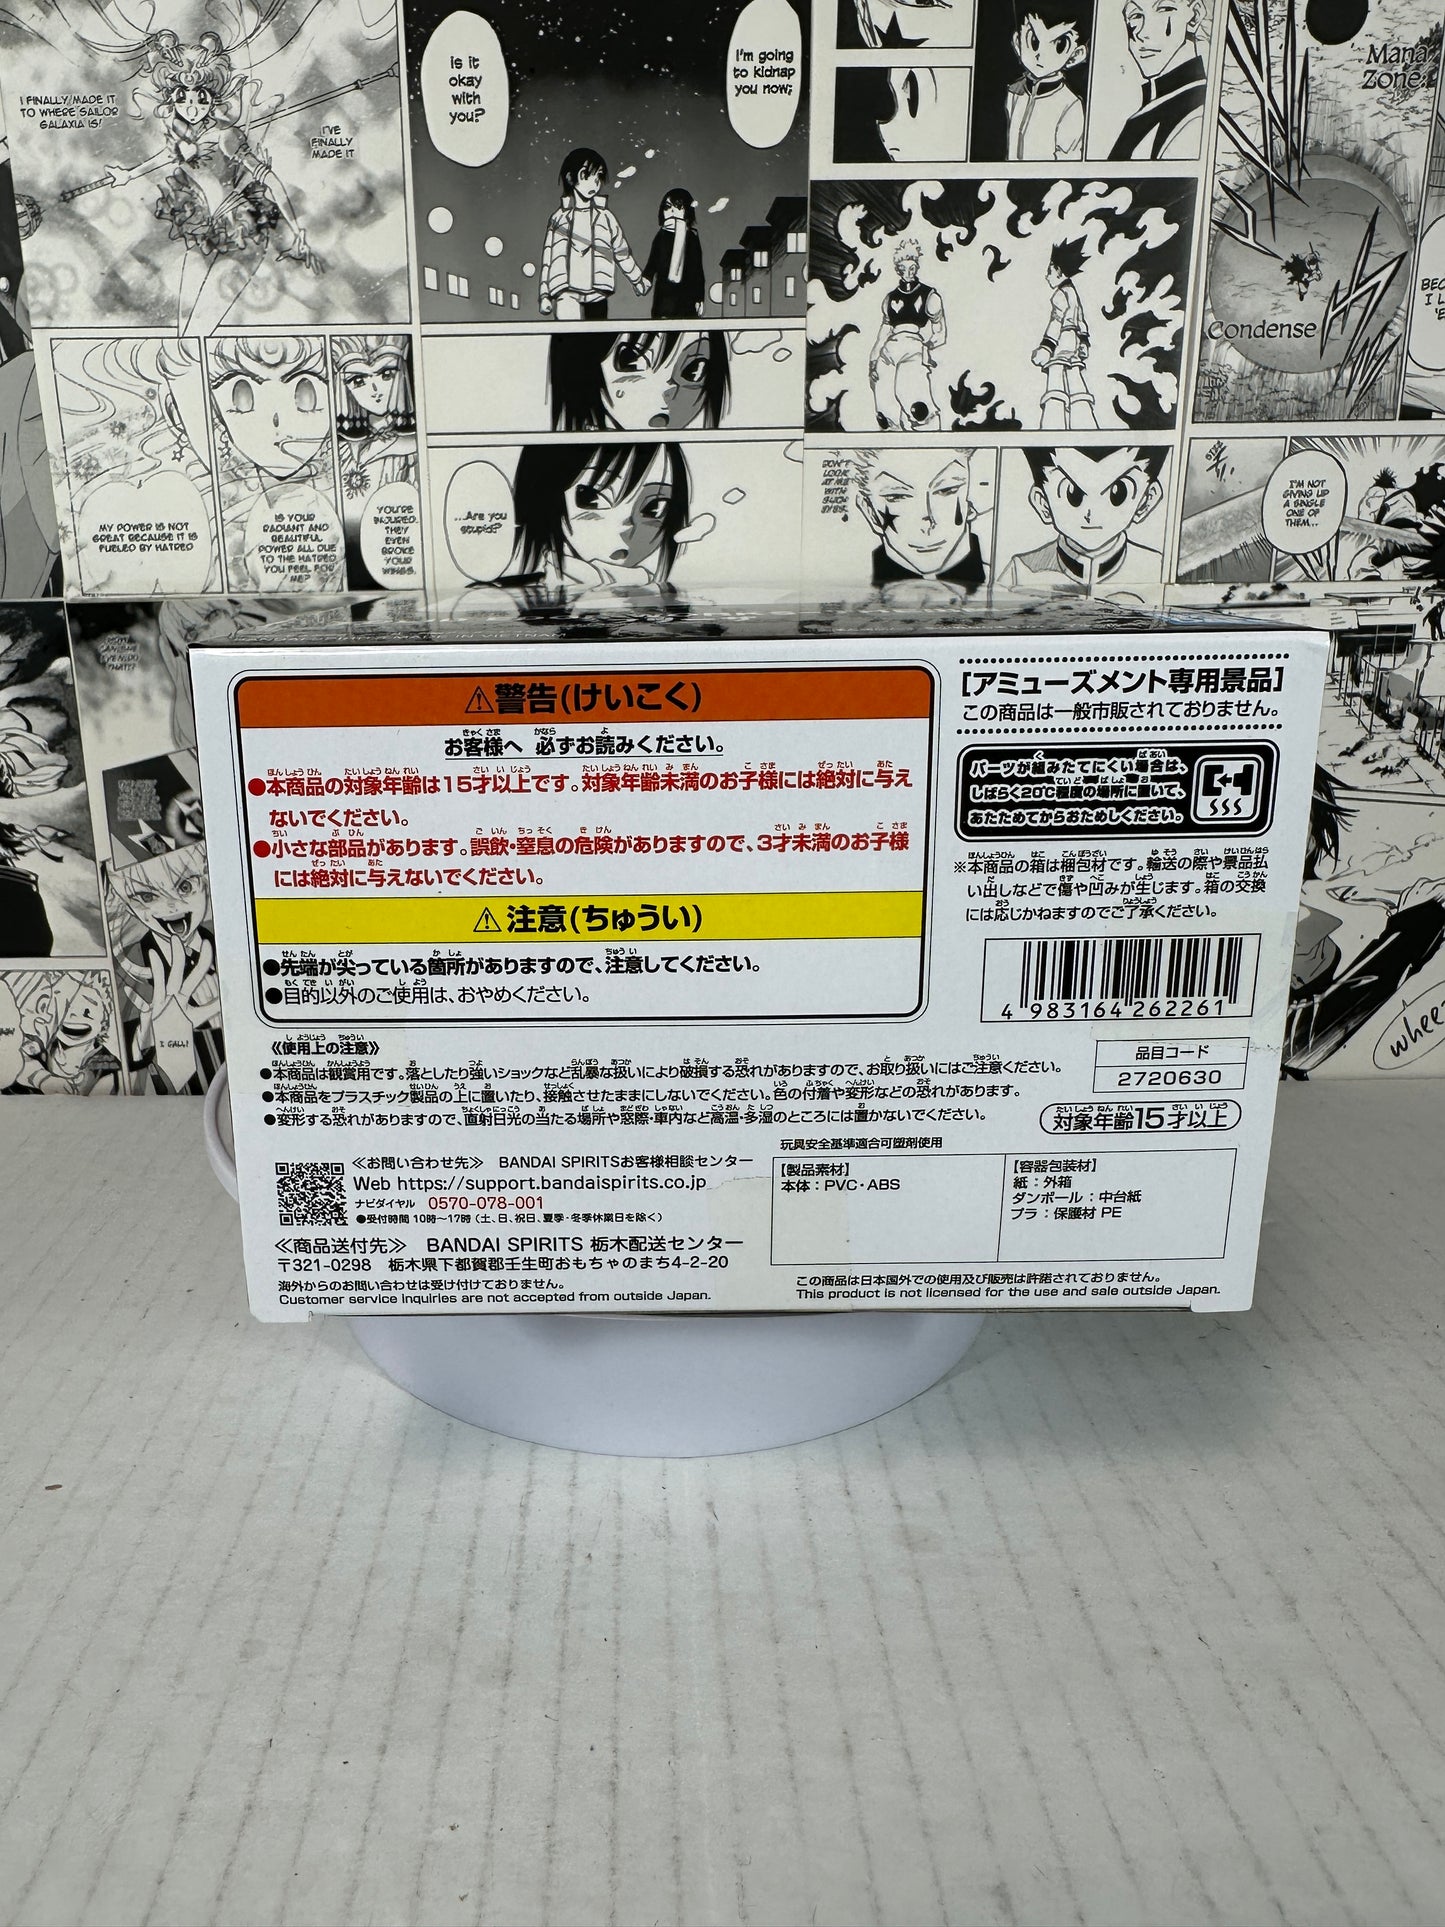 I FINALLY MADE IT
TO WHERE SAILOR
GALAXIA IS!
I'VE
FINALLY
MADE IT
Is it
okay
with
you?
I'm going
to kidnap
you now;
Mana
Zone:
Condense
MY POWER IS NOT
GREAT BECAUSE IT IS
FUELED BY HATRED
IS YOUR
RADIANT AND
BEAUTIFUL
POWER ALL DUE
TO THE HATRED
YOU FEEL FOR
ME?
YOU'RE
INJURED.
THEY
EVEN
BROKE
YOUR
WINGS.
...Are you
stupid?
DON'T
LOOK
AT ME
WITH
SUCH
EYES.
I'M NOT
GIVING UP
A SINGLE
ONE OF
THEM...
I GALL!
⚠警告(けいこく)
お客様へ 必ずお読みください。
●本商品の対象年齢は15才以上です。対象年齢未満のお子様には絶対に与え
ないでください。
●小さな部品があります。誤飲・窒息の危険がありますので、3才未満のお子様
には絶対に与えないでください。
⚠注意(ちゅうい)
●先端が尖っている箇所がありますので、注意してください。
●目的以外のご使用は、おやめください。
[アミューズメント専用景品]
この商品は一般市販されておりません。
パーツが組みたてにくい場合は、
しばらく20℃程度の場所に置いて、
あたためてからおためしください。
※本商品の箱は梱包材です。輸送の際や景品払
い出しなどで傷や凹みが生じます。箱の交換
には応じかねますのでご了承ください。
4 983164 262261
品目コード
2720630
対象年齢15才以上
《使用上の注意》
●本商品は観賞用です。落としたり強いショックなど乱暴な扱いにより破損する恐れがありますので、お取り扱いにはご注意ください。
●本商品をプラスチック製品の上に置いたり、接触させたままにしないでください。色の付着や変形などの恐れがあります。
●変形する恐れがありますので、直射日光の当たる場所や窓際・車内など高温・多湿のところには置かないでください。
玩具安全基準適合可塑剤使用
【製品素材】
本体:PVC・ABS
【容器包装材】
紙:外箱
ダンボール:中台紙
プラ:保護材 PE
≪お問い合わせ先≫ BANDAI SPIRITSお客様相談センター
Web https://support.bandaispirits.co.jp
ナビダイヤル 0570-078-001
●受付時間 10時〜17時(土、日、祝日、夏季・冬季休業日を除く)
≪商品送付先≫ BANDAI SPIRITS 栃木配送センター
〒321-0298 栃木県下都賀郡壬生町おもちゃのまち4-2-20
海外からのお問い合わせは受け付けておりません。
Customer service inquiries are not accepted from outside Japan.
この商品は日本国外での使用及び販売は許諾されておりません。
This product is not licensed for the use and sale outside Japan.